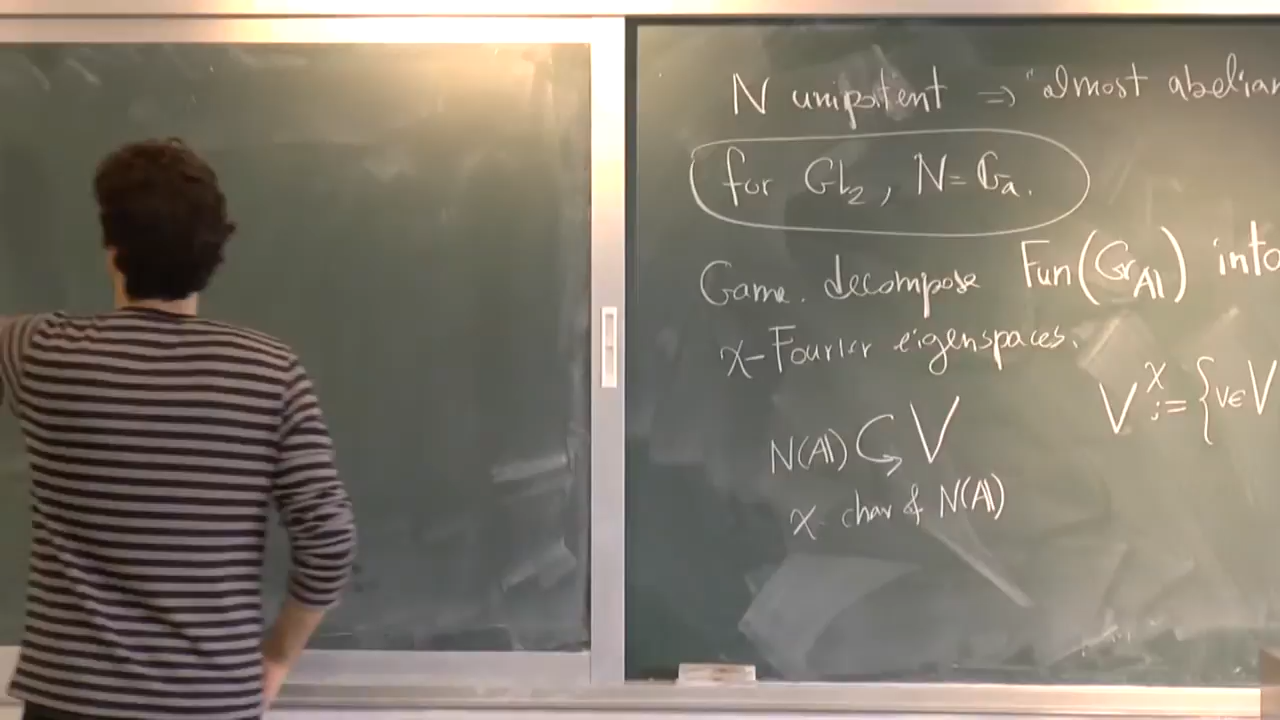 N unipotent ⇒ "almost abelian
for GL₂, N=𝔾ₐ.
Game. decompose Fun(Gr_𝔸) into
χ-Fourier eigenspaces.
V^χ := {v∈V
N(𝔸) ↻ V
χ char of N(𝔸)